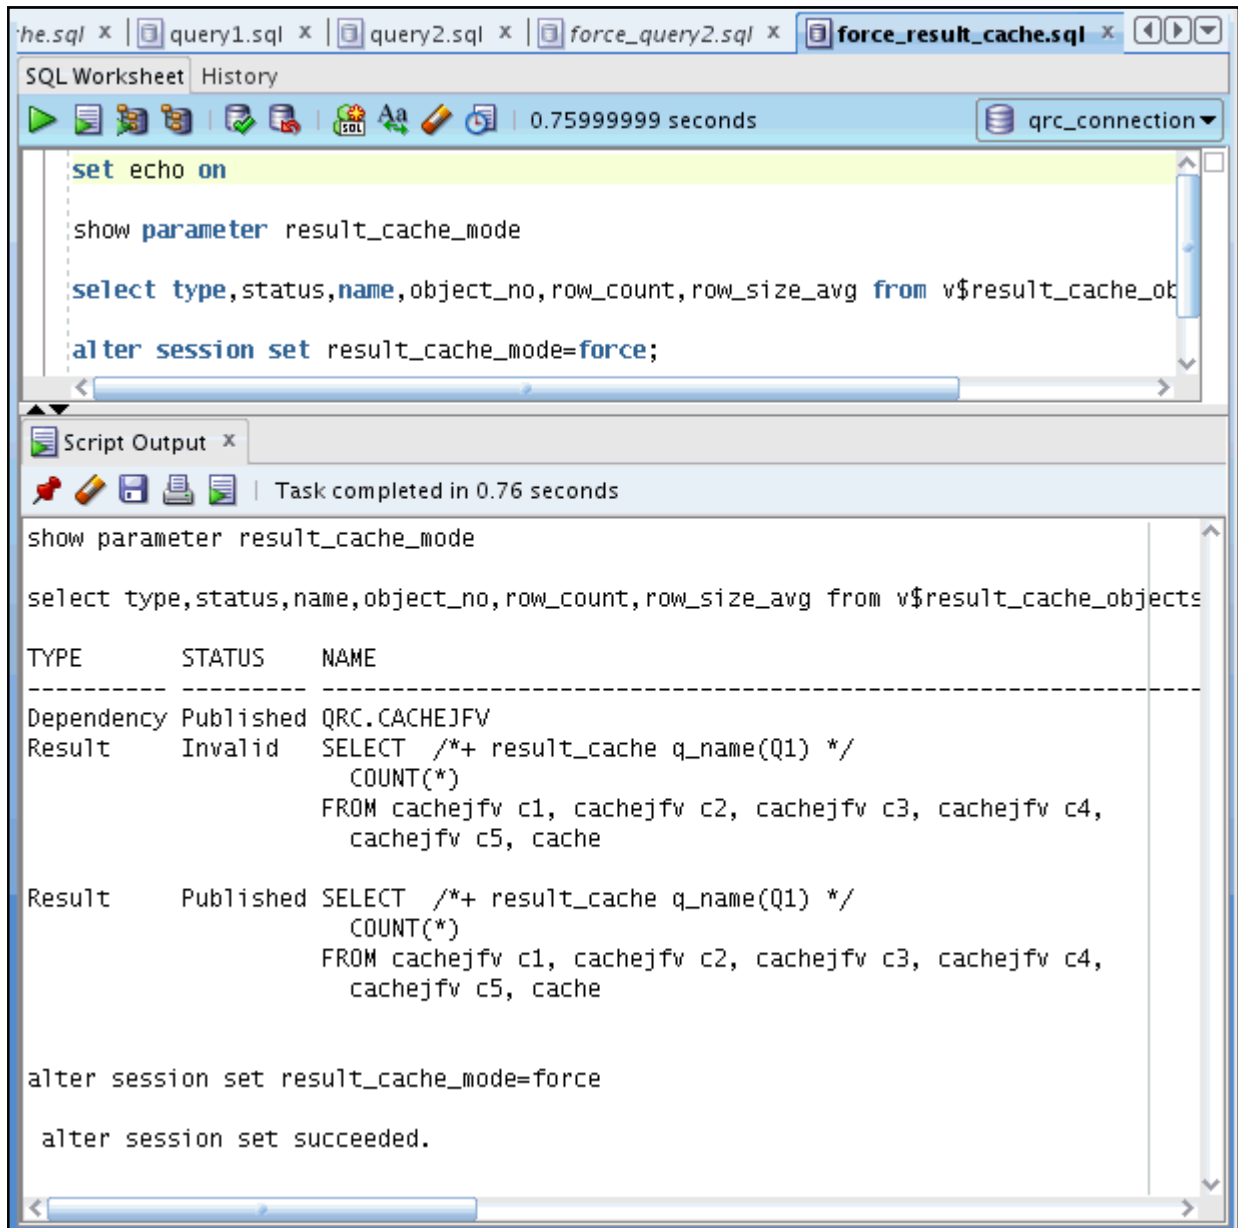 he.sql x query1.sql x query2.sql x force_query2.sql x force_result_cache.sql x
SQL Worksheet History
SQL Aa 0.75999999 seconds qrc_connection
set echo on
show parameter result_cache_mode
select type,status,name,object_no,row_count,row_size_avg from v$result_cache_ob
alter session set result_cache_mode=force;
Script Output x
Task completed in 0.76 seconds
show parameter result_cache_mode
select type,status,name,object_no,row_count,row_size_avg from v$result_cache_objects
TYPE STATUS NAME
---------- --------- ---------------------------------------------------------------
Dependency Published QRC.CACHEJFV
Result Invalid SELECT /*+ result_cache q_name(Q1) */
COUNT(*)
FROM cachejfv c1, cachejfv c2, cachejfv c3, cachejfv c4,
cachejfv c5, cache
Result Published SELECT /*+ result_cache q_name(Q1) */
COUNT(*)
FROM cachejfv c1, cachejfv c2, cachejfv c3, cachejfv c4,
cachejfv c5, cache
alter session set result_cache_mode=force
alter session set succeeded.